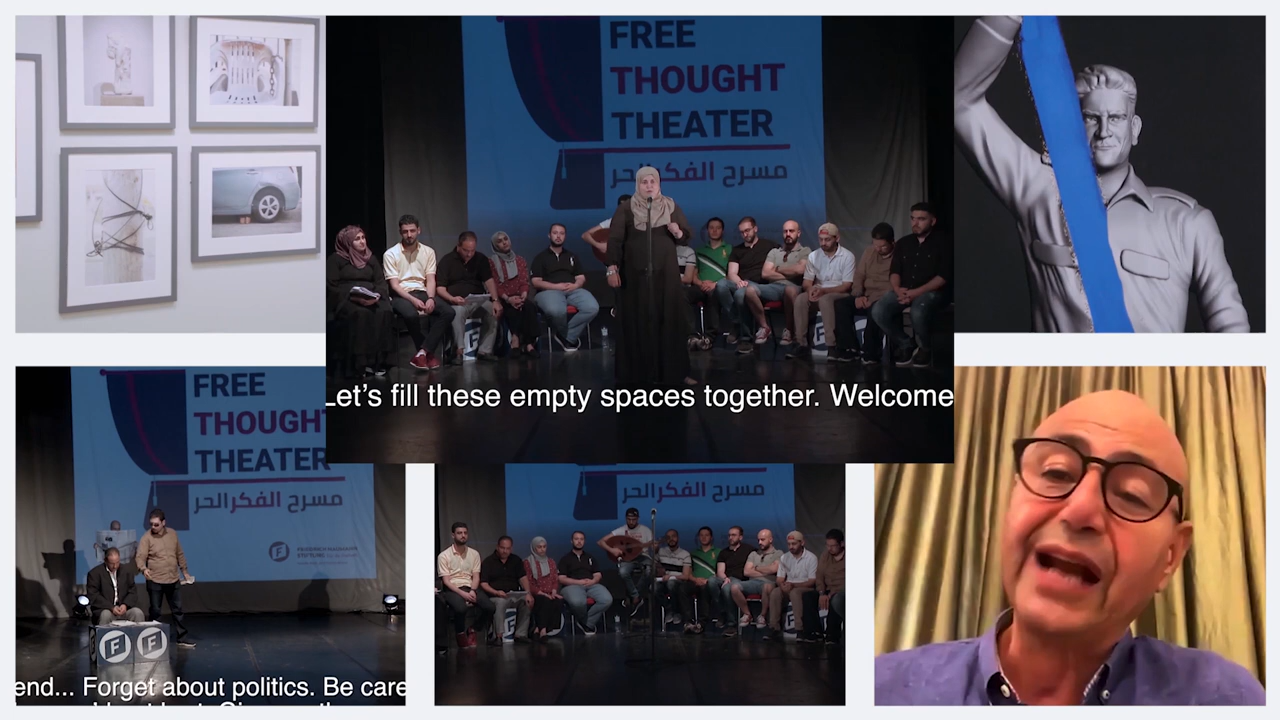 FREE
THOUGHT
THEATER
مسرح الفكرالحر
Let's fill these empty spaces together. Welcome
FREE
THOUGHT
THEATER
مسرح الفكرالحر
F F
end... Forget about politics. Be care
مسرح الفكرالحر